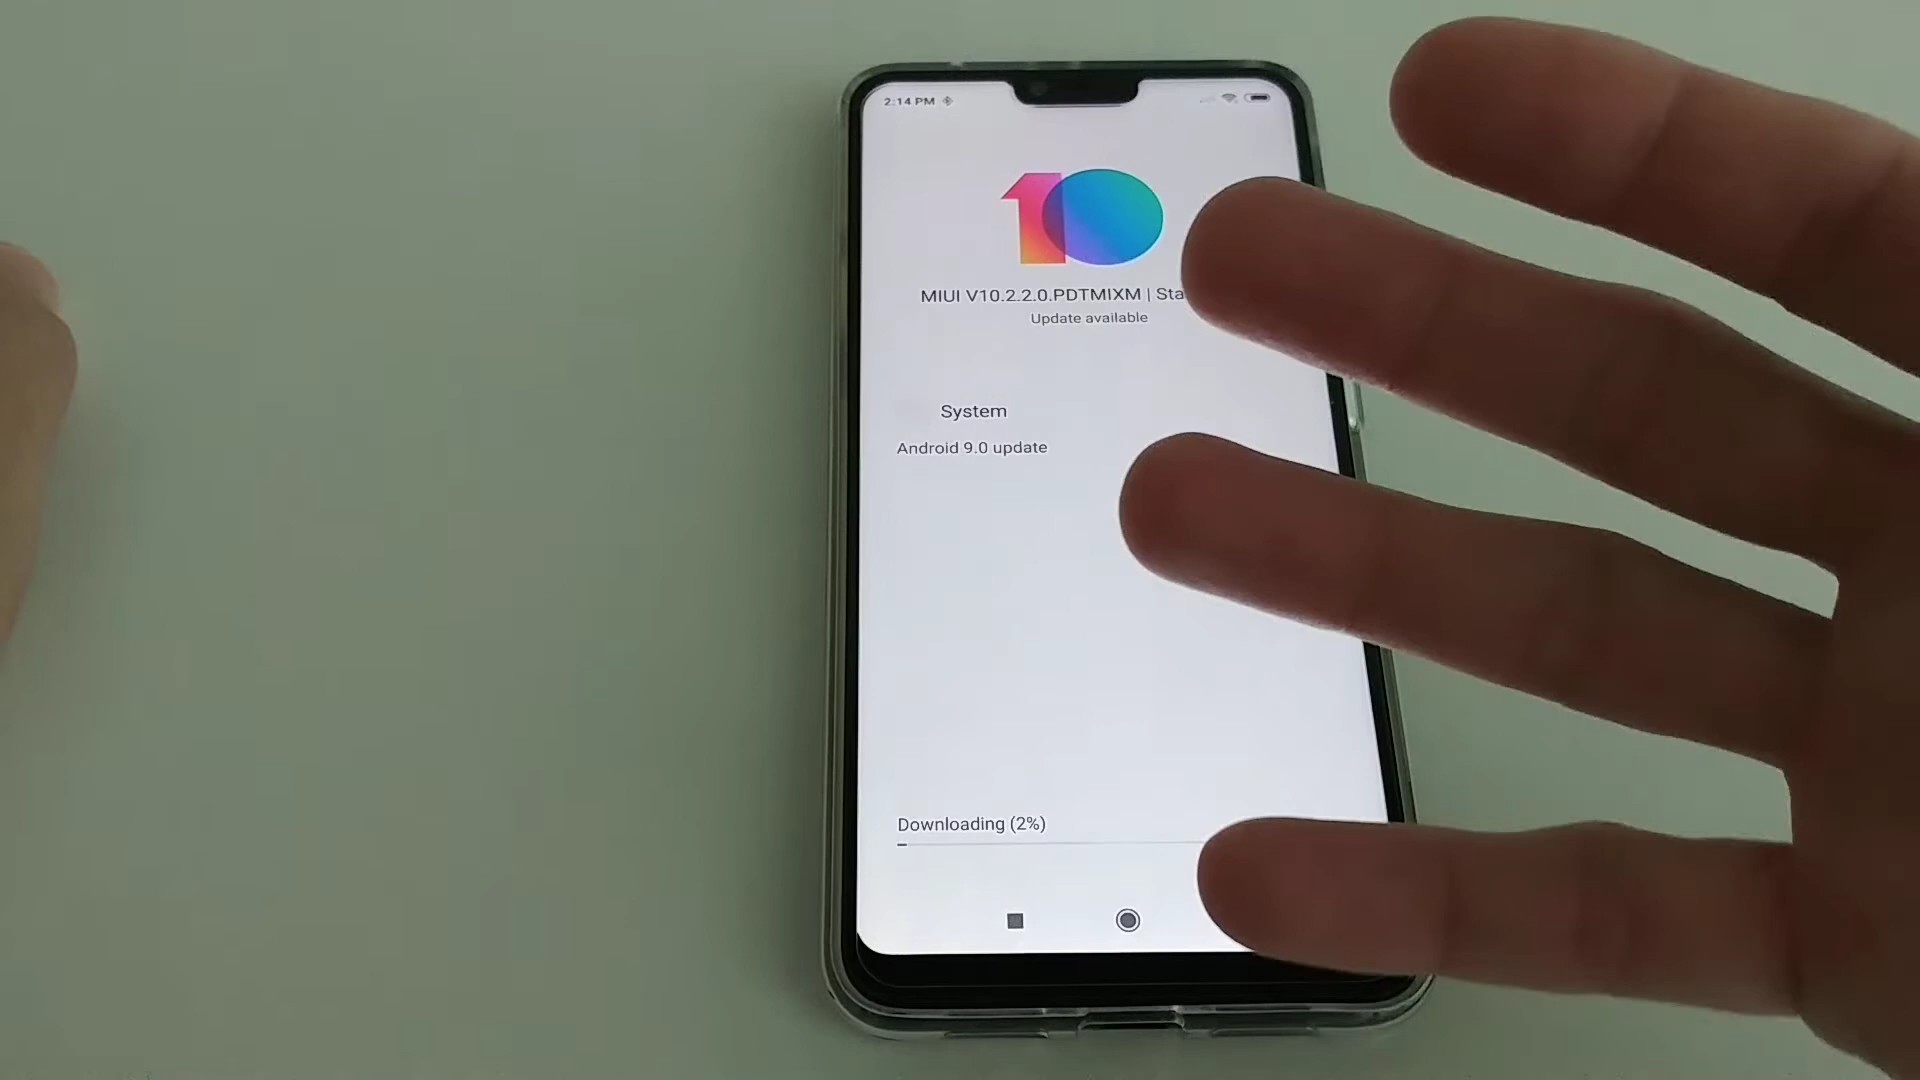 2:14 PM
10
MIUI V10.2.2.0.PDTMIXM | Sta
Update available
System
Android 9.0 update
Downloading (2%)